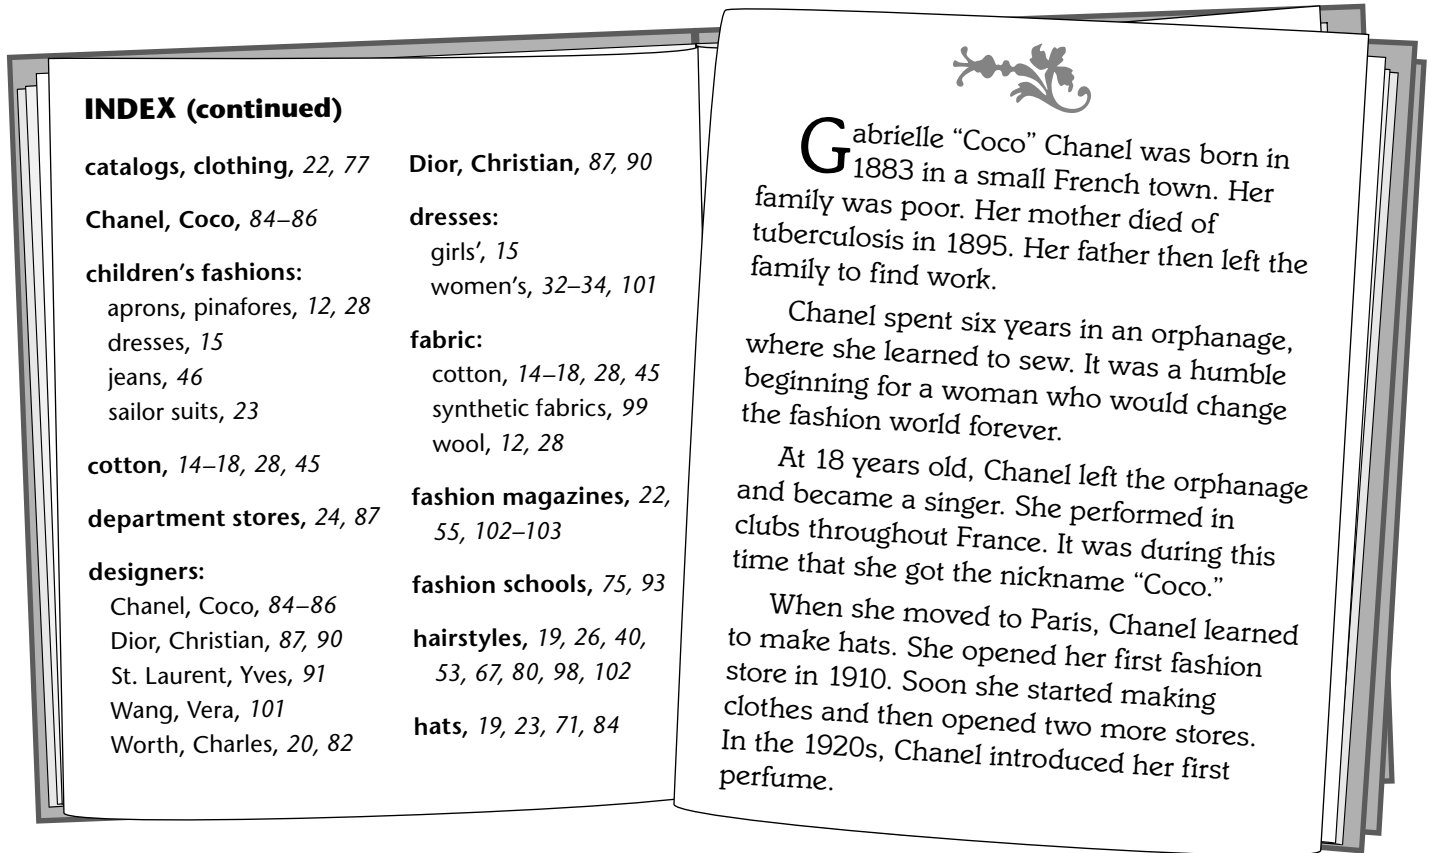 INDEX (continued)
catalogs, clothing, 22, 77
Chanel, Coco, 84–86
children’s fashions:
aprons, pinafores, 12, 28
dresses, 15
jeans, 46
sailor suits, 23
cotton, 14–18, 28, 45
department stores, 24, 87
designers:
Chanel, Coco, 84–86
Dior, Christian, 87, 90
St. Laurent, Yves, 91
Wang, Vera, 101
Worth, Charles, 20, 82
Dior, Christian, 87, 90
dresses:
girls’, 15
women’s, 32–34, 101
fabric:
cotton, 14–18, 28, 45
synthetic fabrics, 99
wool, 12, 28
fashion magazines, 22,
55, 102–103
fashion schools, 75, 93
hairstyles, 19, 26, 40,
53, 67, 80, 98, 102
hats, 19, 23, 71, 84
Gabrielle “Coco” Chanel was born in
1883 in a small French town. Her
family was poor. Her mother died of
tuberculosis in 1895. Her father then left the
family to find work.
Chanel spent six years in an orphanage,
where she learned to sew. It was a humble
beginning for a woman who would change
the fashion world forever.
At 18 years old, Chanel left the orphanage
and became a singer. She performed in
clubs throughout France. It was during this
time that she got the nickname “Coco.”
When she moved to Paris, Chanel learned
to make hats. She opened her first fashion
store in 1910. Soon she started making
clothes and then opened two more stores.
In the 1920s, Chanel introduced her first
perfume.